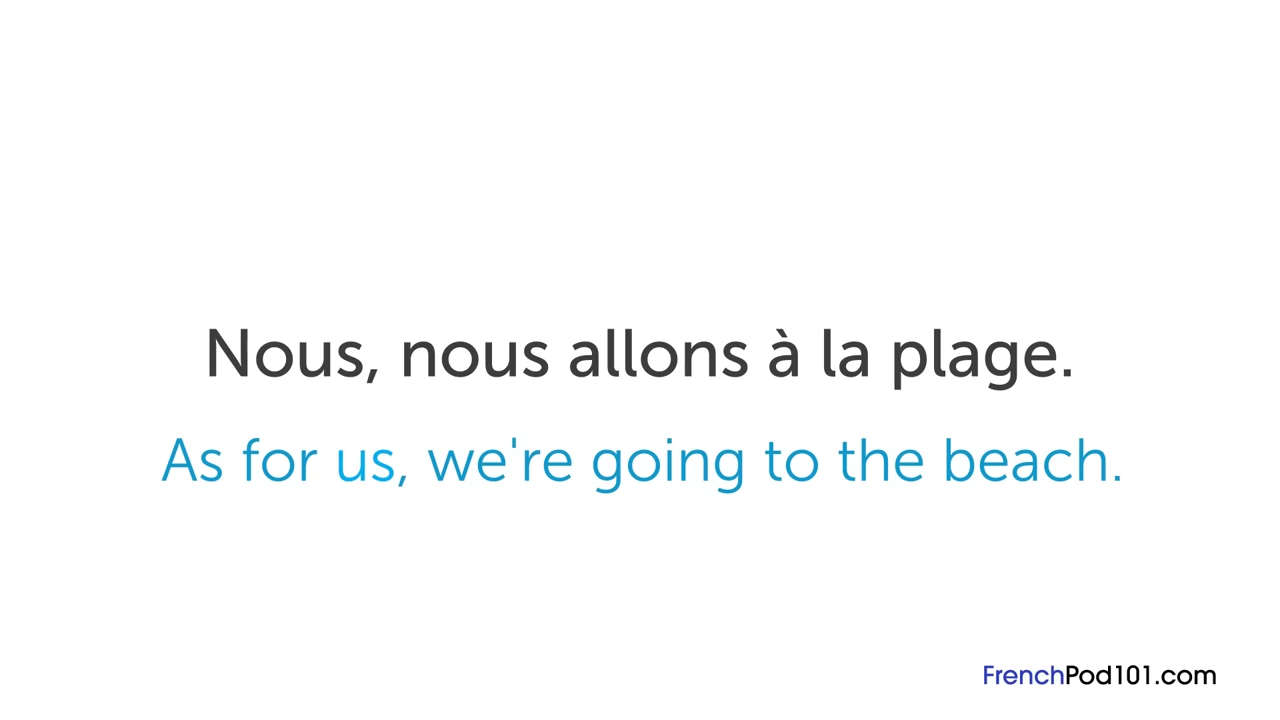 Nous, nous allons à la plage.
As for us, we're going to the beach.
FrenchPod101.com